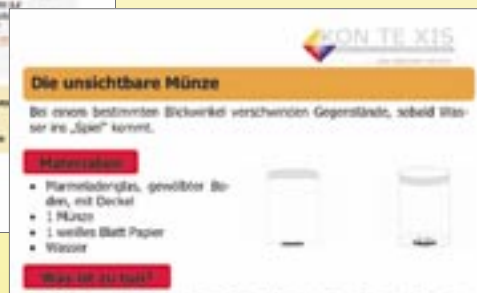 KON TE XIS
Die unsichtbare Münze
Bei einem bestimmten Blickwinkel verschwinden Gegenstände, sobald Was-
ser ins „Spiel“ kommt.
Materialien
• Marmeladenglas, gewölbter Bo-
den, mit Deckel
• 1 Münze
• 1 weißes Blatt Papier
• Wasser
Was ist zu tun?